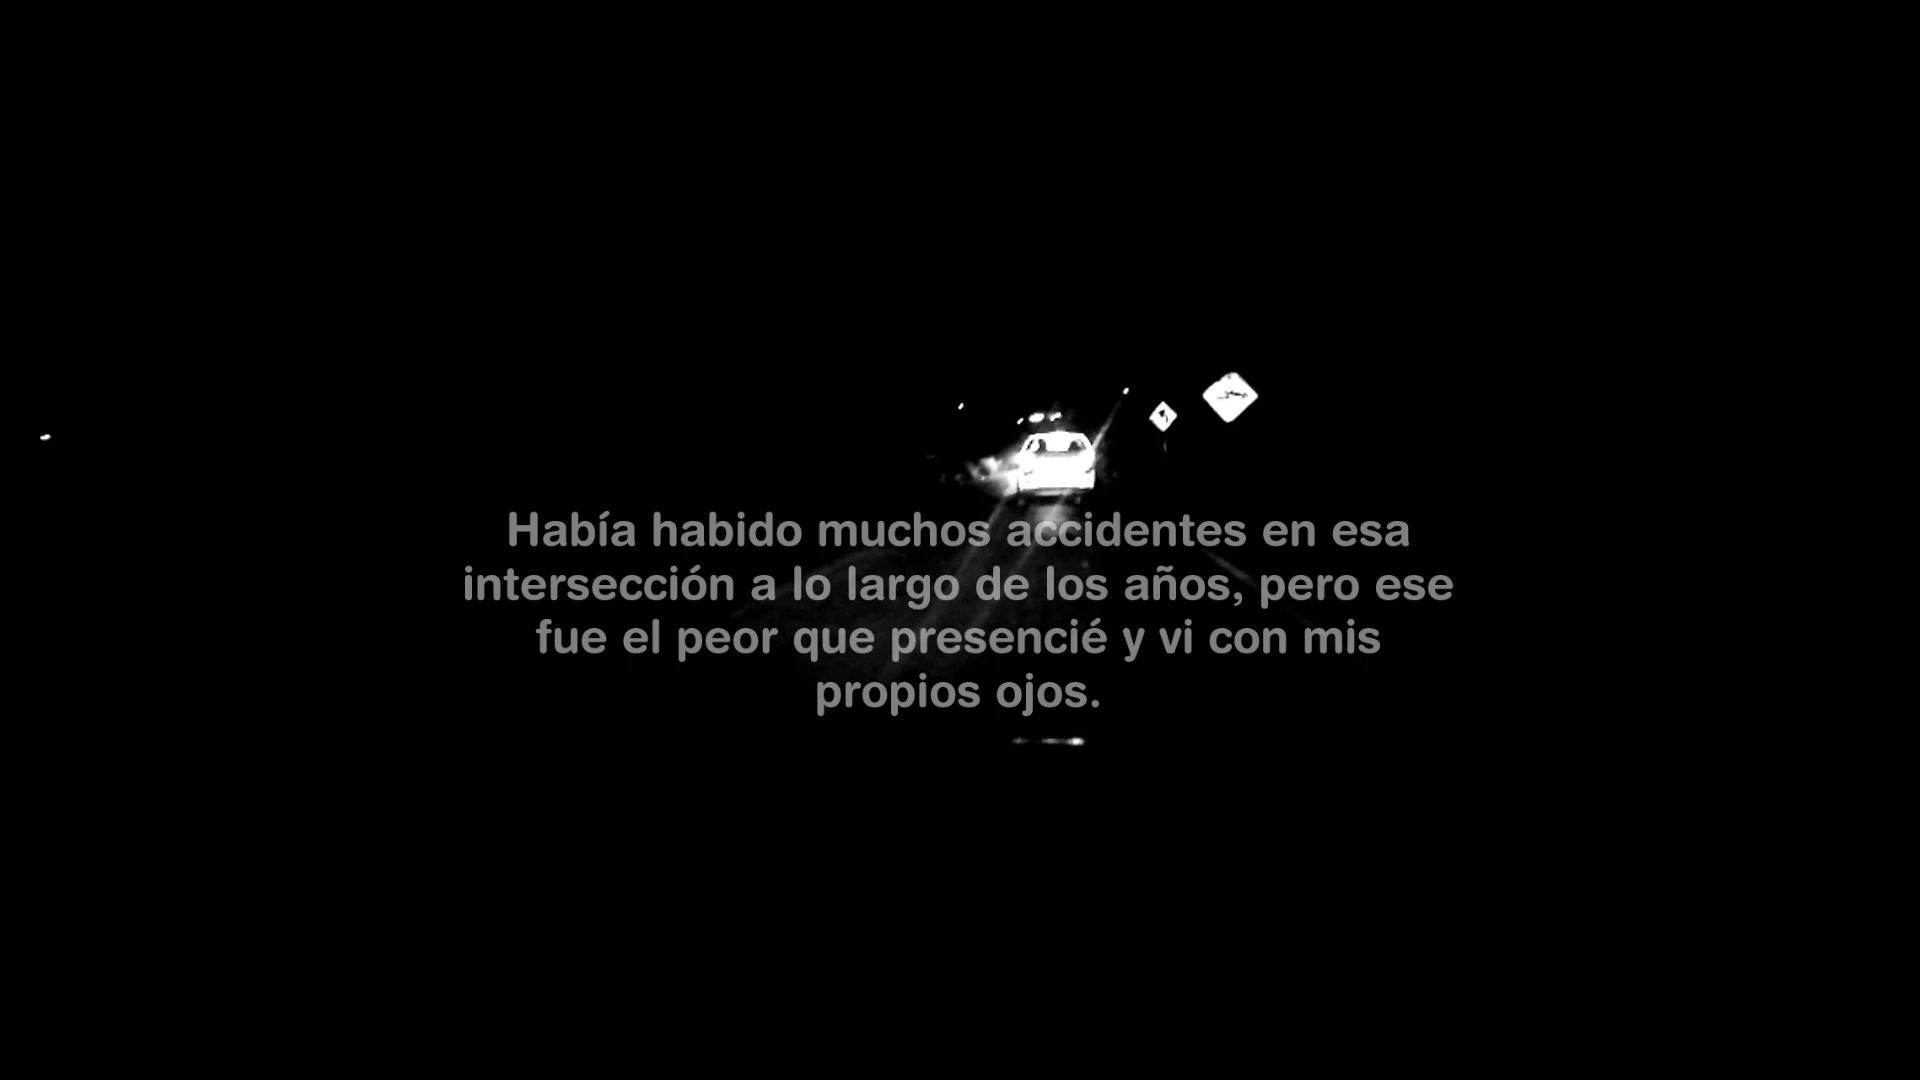 Había habido muchos accidentes en esa
intersección a lo largo de los años, pero ese
fue el peor que presencié y vi con mis
propios ojos.